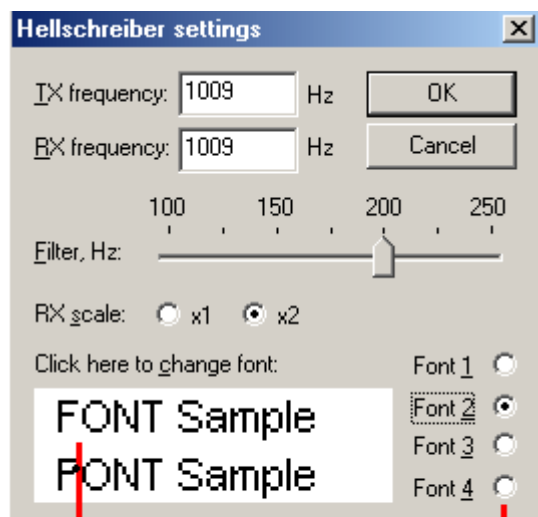 Hellschreiber settings
TX frequency: 1009 Hz OK
RX frequency: 1009 Hz Cancel
100 150 200 250
Filter, Hz:
RX scale: x1 x2
Click here to change font: Font 1
FONT Sample Font 2
Font 3
FONT Sample Font 4